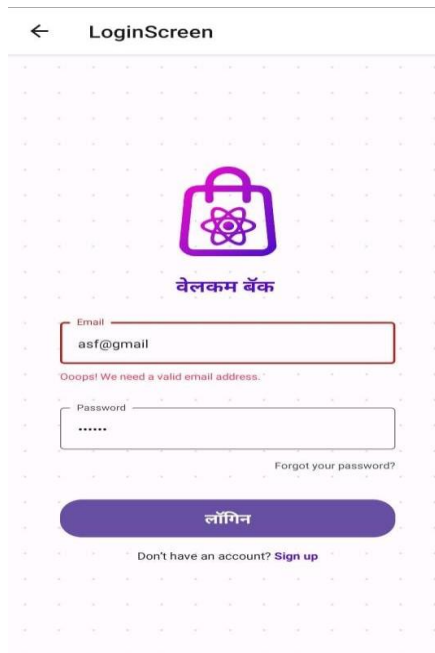 LoginScreen
वेलकम बॅक
Email
asf@gmail
Ooops! We need a valid email address.
Password
••••••
Forgot your password?
लॉगिन
Don't have an account? Sign up